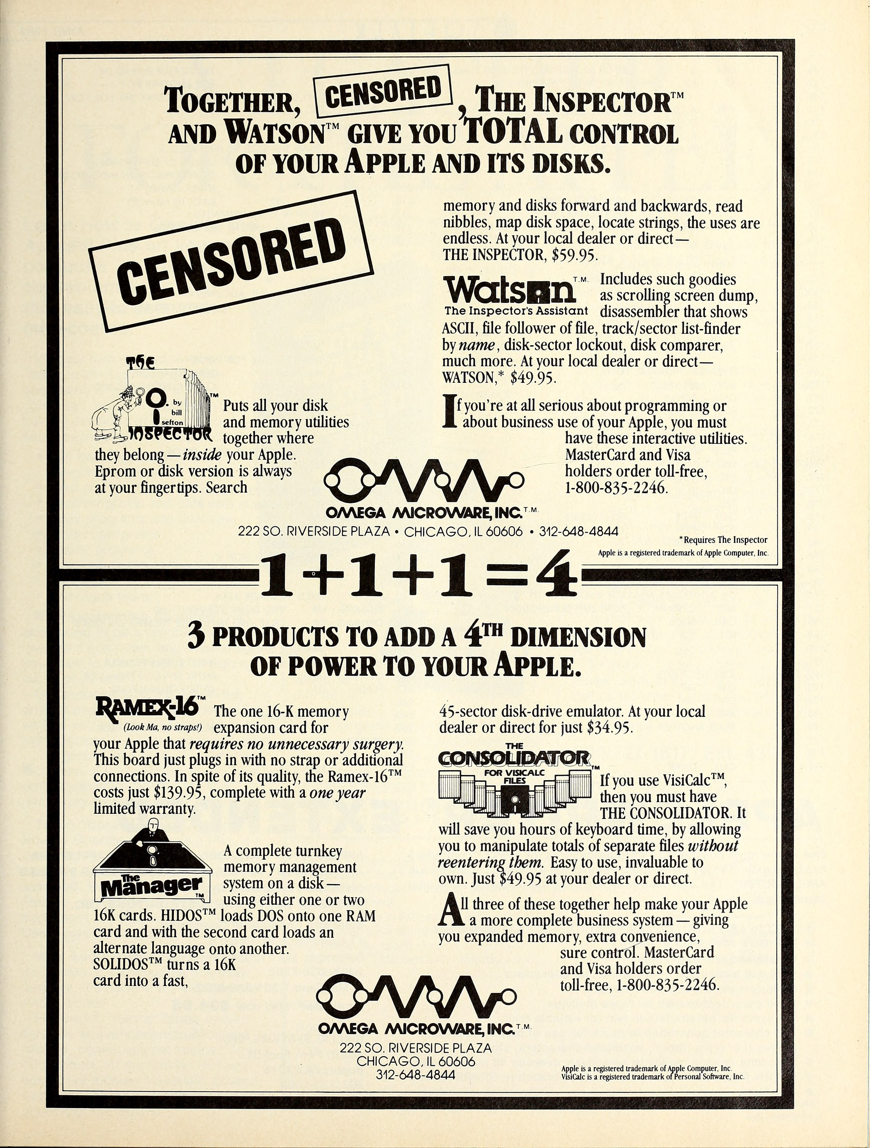 TOGETHER, CENSORED, THE INSPECTOR™
AND WATSON™ GIVE YOU TOTAL CONTROL
OF YOUR APPLE AND ITS DISKS.
CENSORED
THE
INSPECTOR™
by
bill
sefton
Puts all your disk
and memory utilities
together where
they belong—inside your Apple.
Eprom or disk version is always
at your fingertips. Search
memory and disks forward and backwards, read
nibbles, map disk space, locate strings, the uses are
endless. At your local dealer or direct—
THE INSPECTOR, $59.95.
Watson T.M.
The Inspector's Assistant
Includes such goodies
as scrolling screen dump,
disassembler that shows
ASCII, file follower of file, track/sector list-finder
by name, disk-sector lockout, disk comparer,
much more. At your local dealer or direct—
WATSON,* $49.95.
If you're at all serious about programming or
about business use of your Apple, you must
have these interactive utilities.
MasterCard and Visa
holders order toll-free,
1-800-835-2246.
OMEGA MICROWARE, INC. T.M.
222 SO. RIVERSIDE PLAZA • CHICAGO, IL 60606 • 312-648-4844
*Requires The Inspector
Apple is a registered trademark of Apple Computer, Inc.
1+1+1=4
3 PRODUCTS TO ADD A 4TH DIMENSION
OF POWER TO YOUR APPLE.
RAMEX-16™
(Look Ma, no straps!)
The one 16-K memory
expansion card for
your Apple that requires no unnecessary surgery.
This board just plugs in with no strap or additional
connections. In spite of its quality, the Ramex-16™
costs just $139.95, complete with a one year
limited warranty.
The
Manager™
A complete turnkey
memory management
system on a disk—
using either one or two
16K cards. HIDOS™ loads DOS onto one RAM
card and with the second card loads an
alternate language onto another.
SOLIDOS™ turns a 16K
card into a fast,
45-sector disk-drive emulator. At your local
dealer or direct for just $34.95.
THE
CONSOLIDATOR™
FOR VISICALC
FILES
If you use VisiCalc™,
then you must have
THE CONSOLIDATOR. It
will save you hours of keyboard time, by allowing
you to manipulate totals of separate files without
reentering them. Easy to use, invaluable to
own. Just $49.95 at your dealer or direct.
All three of these together help make your Apple
a more complete business system—giving
you expanded memory, extra convenience,
sure control. MasterCard
and Visa holders order
toll-free, 1-800-835-2246.
OMEGA MICROWARE, INC. T.M.
222 SO. RIVERSIDE PLAZA
CHICAGO, IL 60606
312-648-4844
Apple is a registered trademark of Apple Computer, Inc.
VisiCalc is a registered trademark of Personal Software, Inc.